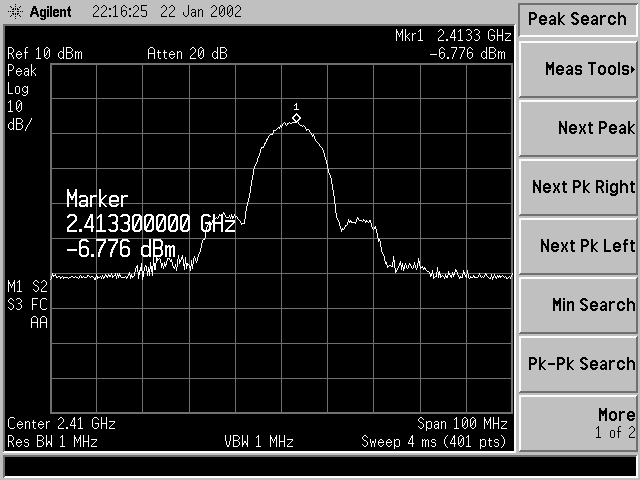 Agilent 22:16:25 22 Jan 2002
Peak Search
Mkr1 2.4133 GHz
Ref 10 dBm Atten 20 dB -6.776 dBm
Peak
Log
10
dB/
1
Marker
2.413300000 GHz
-6.776 dBm
M1 S2
S3 FC
AA
Center 2.41 GHz Span 100 MHz
Res BW 1 MHz VBW 1 MHz Sweep 4 ms (401 pts)
Meas Tools
Next Peak
Next Pk Right
Next Pk Left
Min Search
Pk-Pk Search
More
1 of 2